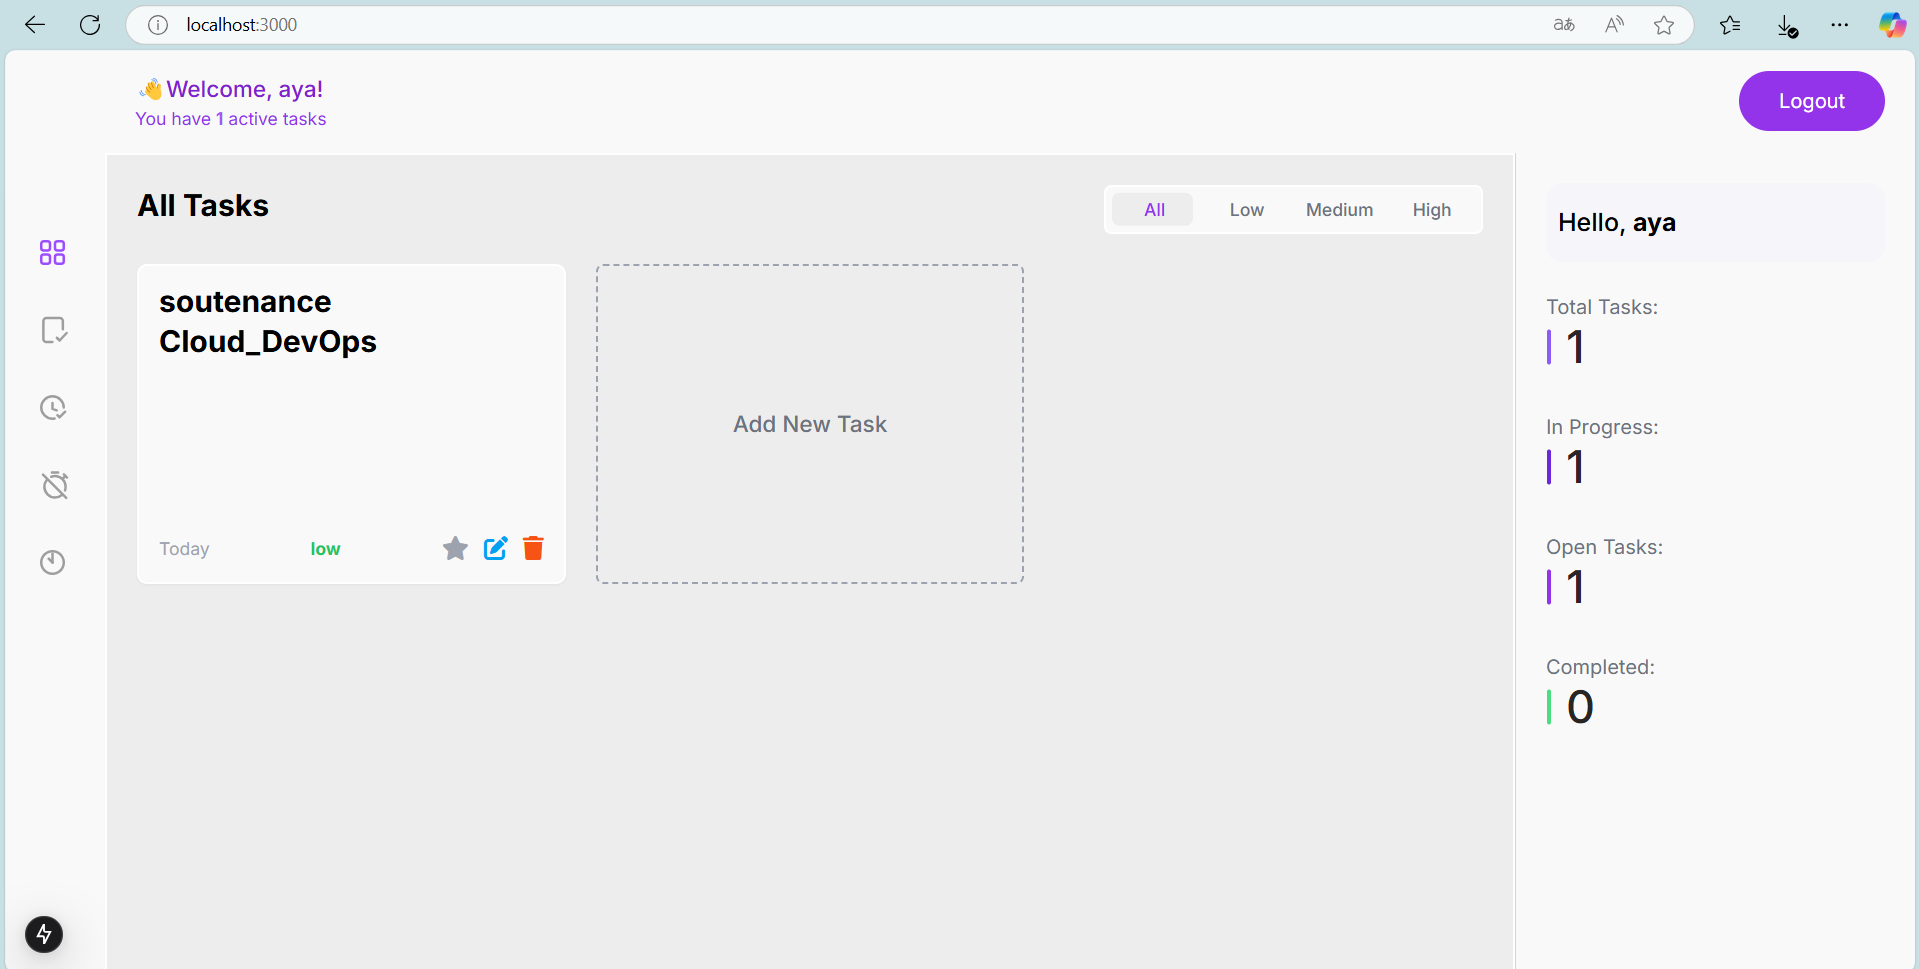 localhost:3000
👋Welcome, aya!
You have 1 active tasks
Logout
All Tasks
All
Low
Medium
High
soutenance
Cloud_DevOps
Today
low
Add New Task
Hello, aya
Total Tasks:
1
In Progress:
1
Open Tasks:
1
Completed:
0